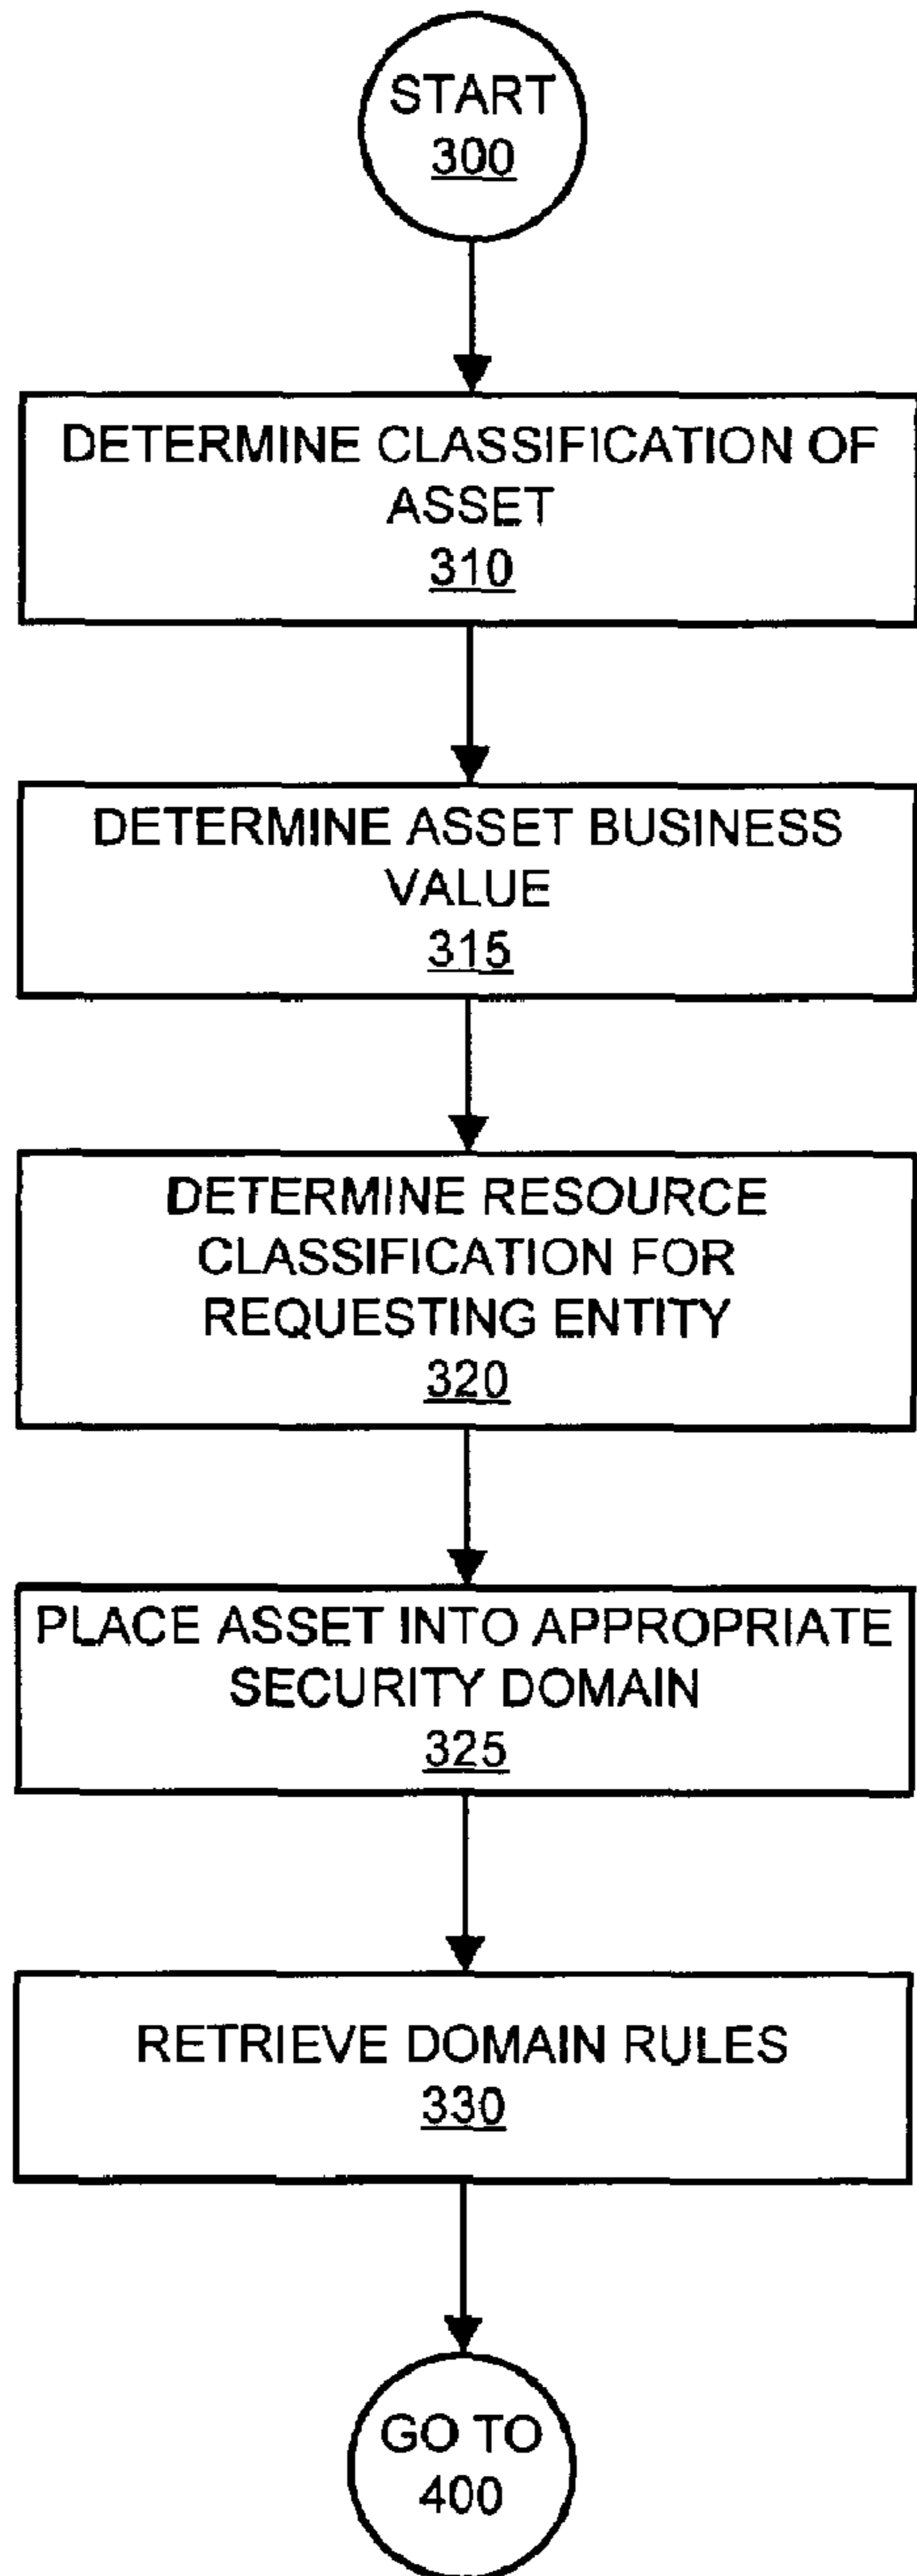 START
300
DETERMINE CLASSIFICATION OF
ASSET
310
DETERMINE ASSET BUSINESS
VALUE
315
DETERMINE RESOURCE
CLASSIFICATION FOR
REQUESTING ENTITY
320
PLACE ASSET INTO APPROPRIATE
SECURITY DOMAIN
325
RETRIEVE DOMAIN RULES
330
GO TO
400